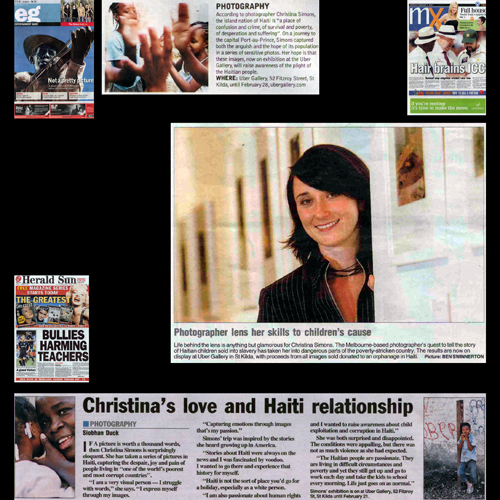 eg
Not a pretty picture
PHOTOGRAPHY
According to photographer Christina Simons,
the island nation of Haiti is "a place of
confusion and crime, of survival and poverty,
of desperation and suffering". On a journey to
the capital Port-au-Prince, Simons captured
both the anguish and the hope of its population
in a series of sensitive photos. Her hope is that
these images, now on exhibition at the Uber
Gallery, will raise awareness of the plight of
the Haitian people.
WHERE: Uber Gallery, 52 Fitzroy Street, St
Kilda, until February 28, ubergallery.com
mx
Full house
Hair brains ICC
Photographer lens her skills to children's cause
Life behind the lens is anything but glamorous for Christina Simons. The Melbourne-based photographer's quest to tell the story
of Haitian children sold into slavery has taken her into dangerous parts of the poverty-stricken country. The results are now on
display at Uber Gallery in St Kilda, with proceeds from all images sold donated to an orphanage in Haiti.
Picture: BEN SWINNERTON
Herald Sun
MAGAZINE SERIES
STARTS TODAY
THE GREATEST
BULLIES
HARMING
TEACHERS
Christina's love and Haiti relationship
PHOTOGRAPHY
Siobhan Duck
IF A picture is worth a thousand
words, then Christina Simons is surprisingly
eloquent. She has taken a series of pictures in
Haiti, capturing the despair, joy and pain of
people living in "one of the world's poorest
and most corrupt countries".
"I am a very visual person — I struggle
with words," she says. "I express myself
through my images.
"Capturing emotions through images
that's my passion."
Simons' trip was inspired by the stories
she heard growing up in America.
"Stories about Haiti were always on the
news and I was fascinated by voodoo.
I wanted to go there and experience that
history for myself.
"Haiti is not the sort of place you'd go for
a holiday, especially as a white person.
"I am also passionate about human rights
and I wanted to raise awareness about child
exploitation and corruption in Haiti."
She was both surprised and disappointed.
The conditions were appalling, but there was
not as much violence as she had expected.
"The Haitian people are passionate. They
are living in difficult circumstances and
poverty and yet they still get up and go to
work each day and take the kids to school
every morning. Life just goes on as normal."
Simons' exhibition is on at Uber Gallery, 52 Fitzroy
St, St Kilda until February 27.